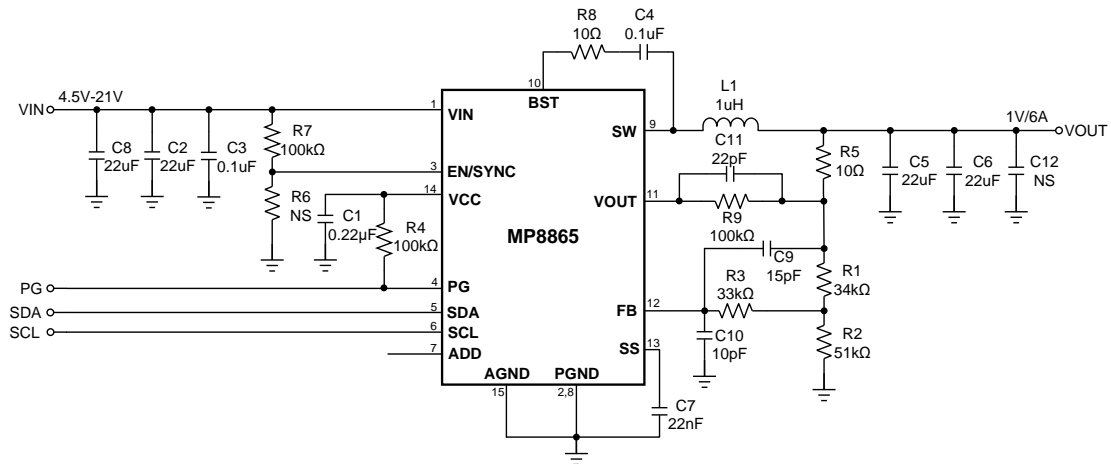 R8
10Ω
C4
0.1uF
10
BST
VIN
4.5V-21V
1
VIN
L1
1uH
1V/6A
VOUT
SW
9
C8
22uF
C2
22uF
C3
0.1uF
R7
100kΩ
C11
22pF
R5
10Ω
C5
22uF
C6
22uF
C12
NS
3
EN/SYNC
14
VCC
R6
NS
C1
0.22µF
R4
100kΩ
VOUT
11
R9
100kΩ
MP8865
C9
15pF
R1
34kΩ
PG
4
PG
R3
33kΩ
FB
12
SDA
5
SDA
SCL
6
SCL
C10
10pF
R2
51kΩ
7
ADD
SS
13
AGND
PGND
15
2,8
C7
22nF